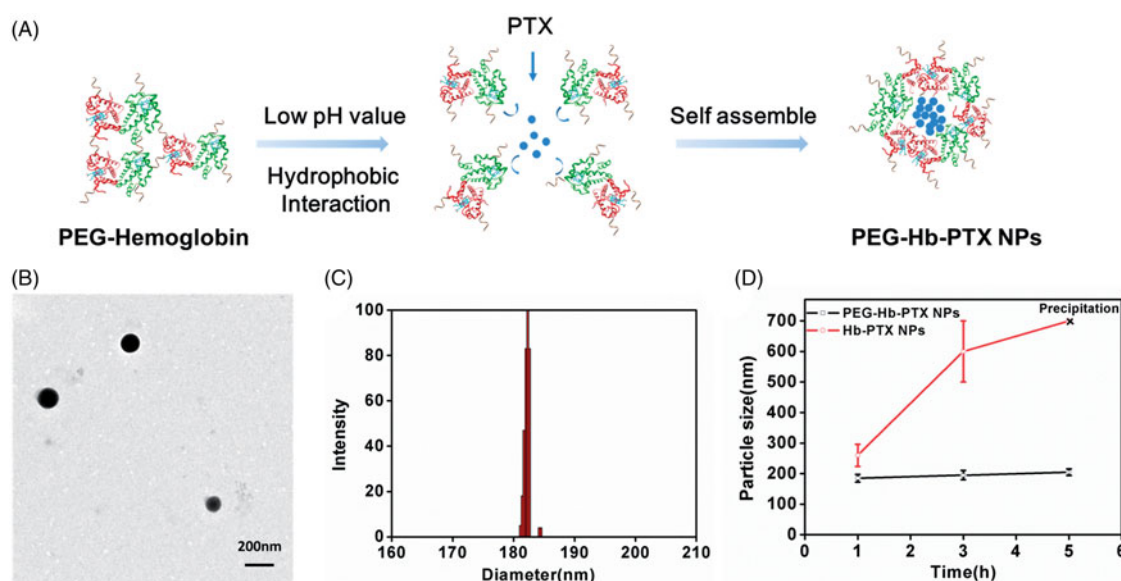 (A)
PTX
Low pH value
Hydrophobic
Interaction
Self assemble
PEG-Hemoglobin
PEG-Hb-PTX NPs
(B)
200nm
(C)
Intensity
100
80
60
40
20
0
160
170
180
190
200
210
Diameter(nm)
(D)
PEG-Hb-PTX NPs
Hb-PTX NPs
Precipitation
Particle size(nm)
700
600
500
400
300
200
100
0
0
1
2
3
4
5
6
Time(h)